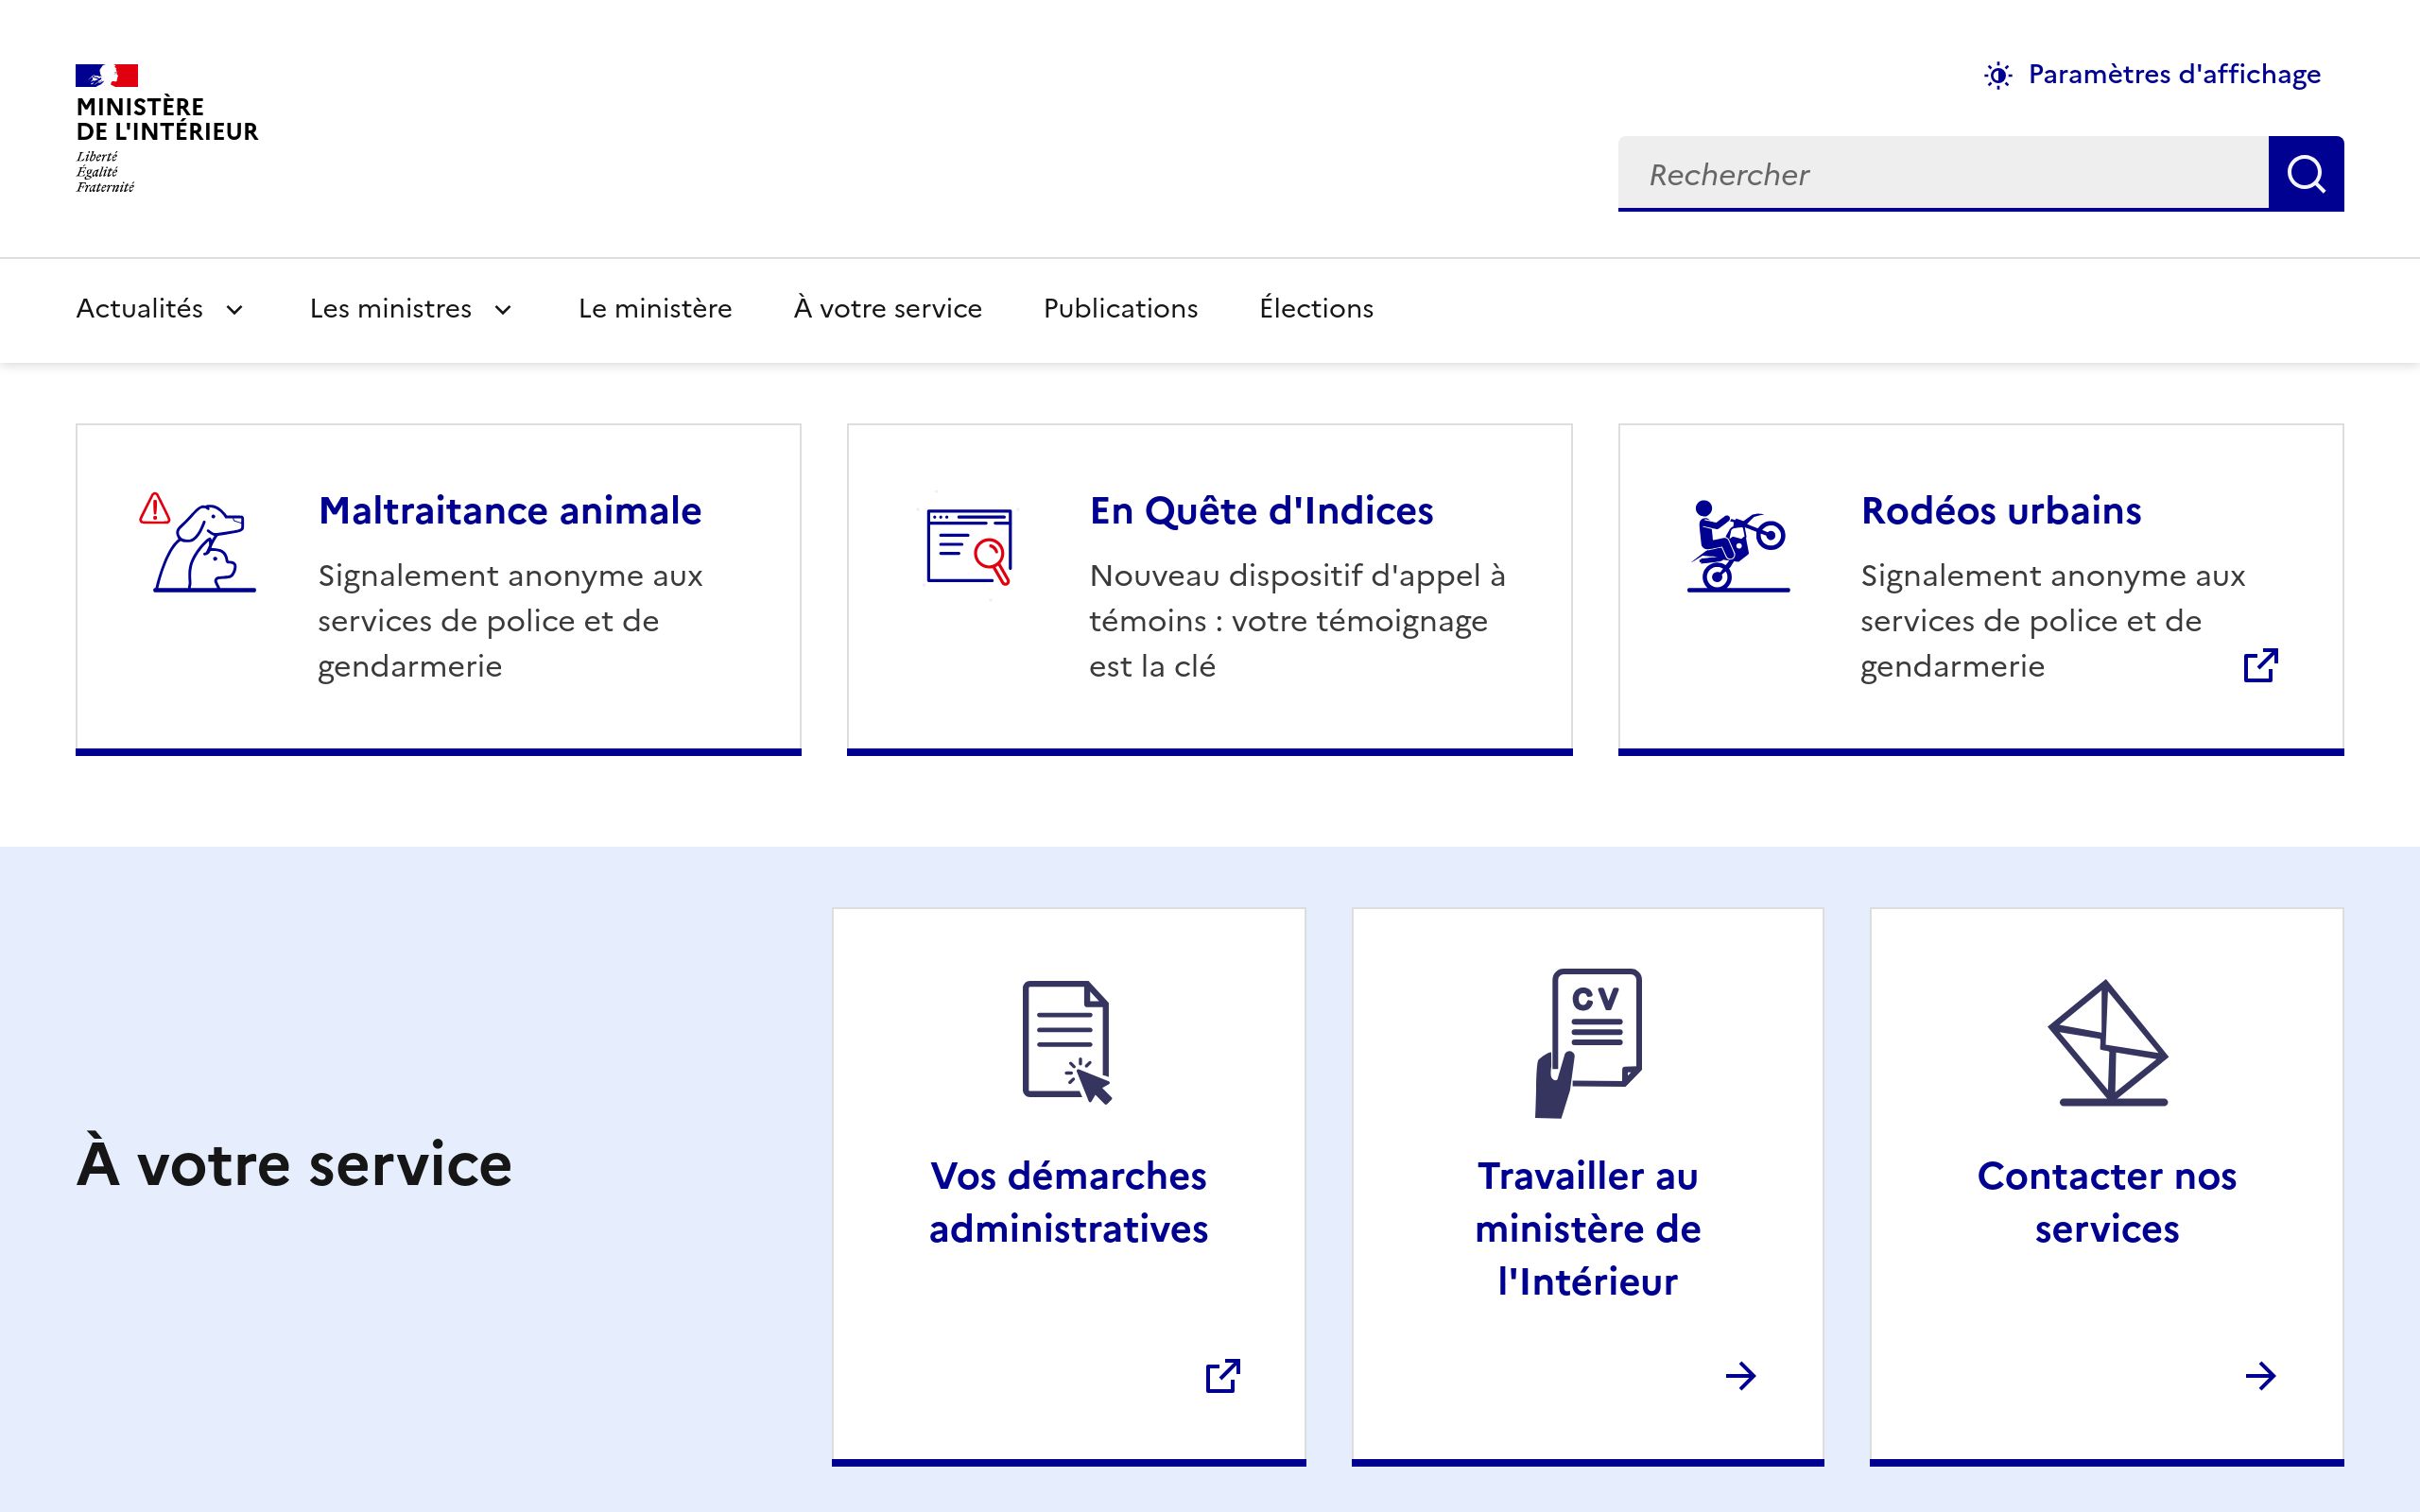 MINISTÈRE
DE L'INTÉRIEUR
Liberté
Égalité
Fraternité
Paramètres d'affichage
Rechercher
Actualités
Les ministres
Le ministère
À votre service
Publications
Élections
Maltraitance animale
Signalement anonyme aux
services de police et de
gendarmerie
En Quête d'Indices
Nouveau dispositif d'appel à
témoins : votre témoignage
est la clé
Rodéos urbains
Signalement anonyme aux
services de police et de
gendarmerie
À votre service
Vos démarches
administratives
CV
Travailler au
ministère de
l'Intérieur
Contacter nos
services